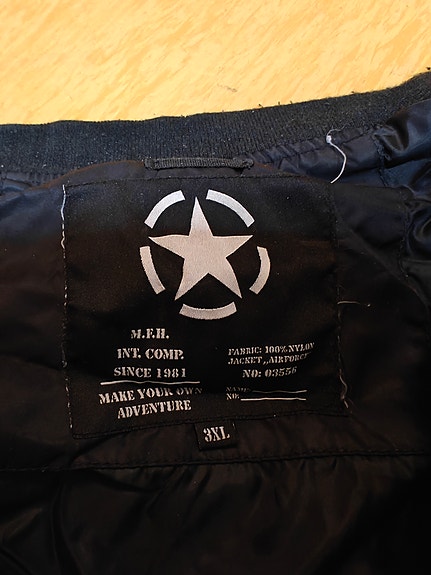 M.F.H.
INT. COMP.
SINCE 1981
MAKE YOUR OWN
ADVENTURE
FABRIC: 100% NYLON
JACKET „AIRFORCE"
NO: 03556
NAME:
NO:
3XL